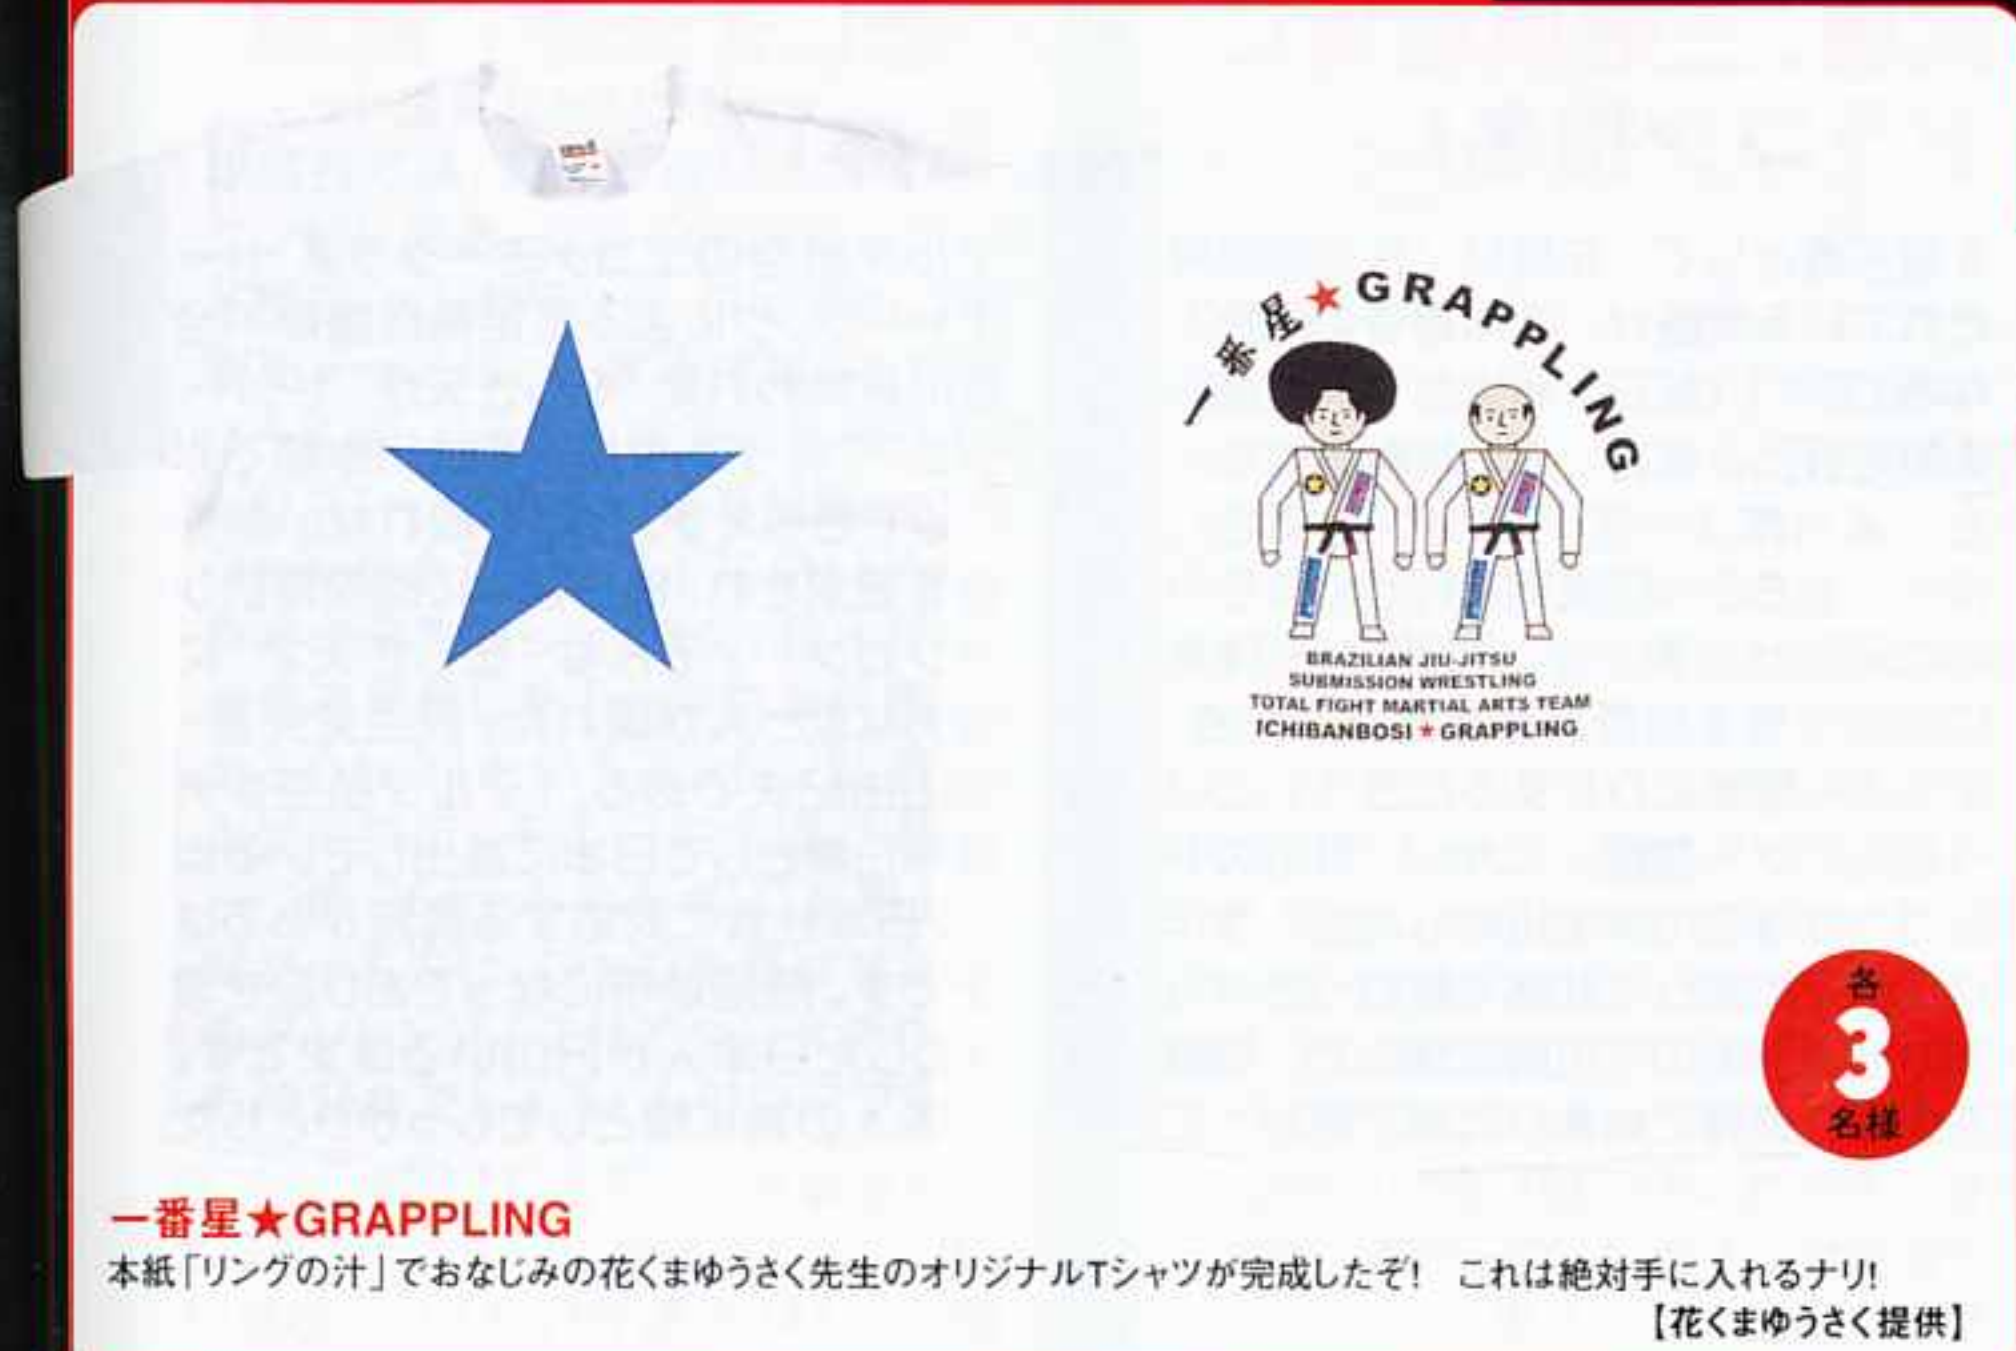 一番星★GRAPPLING
BRAZILIAN JIU-JITSU
SUBMISSION WRESTLING
TOTAL FIGHT MARTIAL ARTS TEAM
ICHIBANBOSI★GRAPPLING
各
3
名様
一番星★GRAPPLING
本紙「リングの汁」でおなじみの花くまゆうさく先生のオリジナルTシャツが完成したぞ!　これは絶対手に入れるナリ!
【花くまゆうさく提供】